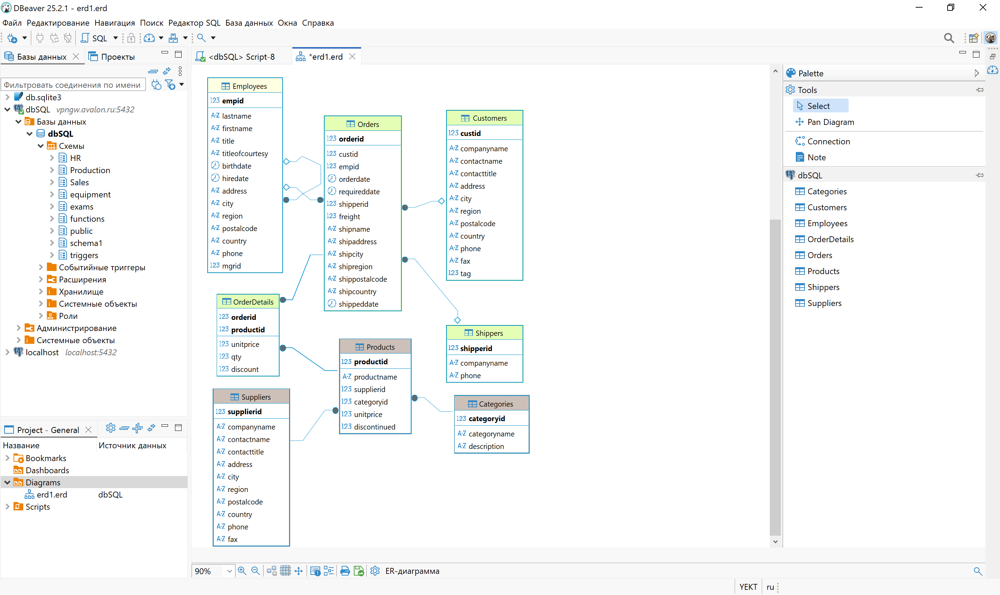 DBeaver 25.2.1 - erd1.erd
Файл Редактирование Навигация Поиск Редактор SQL База данных Окна Справка
SQL
Базы данных
Проекты
Фильтровать соединения по имени
db.sqlite3
dbSQL vpngw.avalon.ru:5432
Базы данных
dbSQL
Схемы
HR
Production
Sales
equipment
exams
functions
public
schema1
triggers
Событийные триггеры
Расширения
Хранилище
Системные объекты
Роли
Администрирование
Системные объекты
localhost localhost:5432
Project - General
Название Источник данных
Bookmarks
Dashboards
Diagrams
erd1.erd dbSQL
Scripts
<dbSQL> Script-8
*erd1.erd
Employees
123 empid
A-Z lastname
A-Z firstname
A-Z title
A-Z titleofcourtesy
birthdate
hiredate
A-Z address
A-Z city
A-Z region
A-Z postalcode
A-Z country
A-Z phone
123 mgrid
Orders
123 orderid
123 custid
123 empid
orderdate
requireddate
123 shipperid
123 freight
A-Z shipname
A-Z shipaddress
A-Z shipcity
A-Z shipregion
A-Z shippostalcode
A-Z shipcountry
shippeddate
Customers
123 custid
A-Z companyname
A-Z contactname
A-Z contacttitle
A-Z address
A-Z city
A-Z region
A-Z postalcode
A-Z country
A-Z phone
A-Z fax
123 tag
OrderDetails
123 orderid
123 productid
123 unitprice
123 qty
123 discount
Products
123 productid
A-Z productname
123 supplierid
123 categoryid
123 unitprice
123 discontinued
Shippers
123 shipperid
A-Z companyname
A-Z phone
Suppliers
123 supplierid
A-Z companyname
A-Z contactname
A-Z contacttitle
A-Z address
A-Z city
A-Z region
A-Z postalcode
A-Z country
A-Z phone
A-Z fax
Categories
123 categoryid
A-Z categoryname
A-Z description
Palette
Tools
Select
Pan Diagram
Connection
Note
dbSQL
Categories
Customers
Employees
OrderDetails
Orders
Products
Shippers
Suppliers
90%
ER-диаграмма
YEKT ru